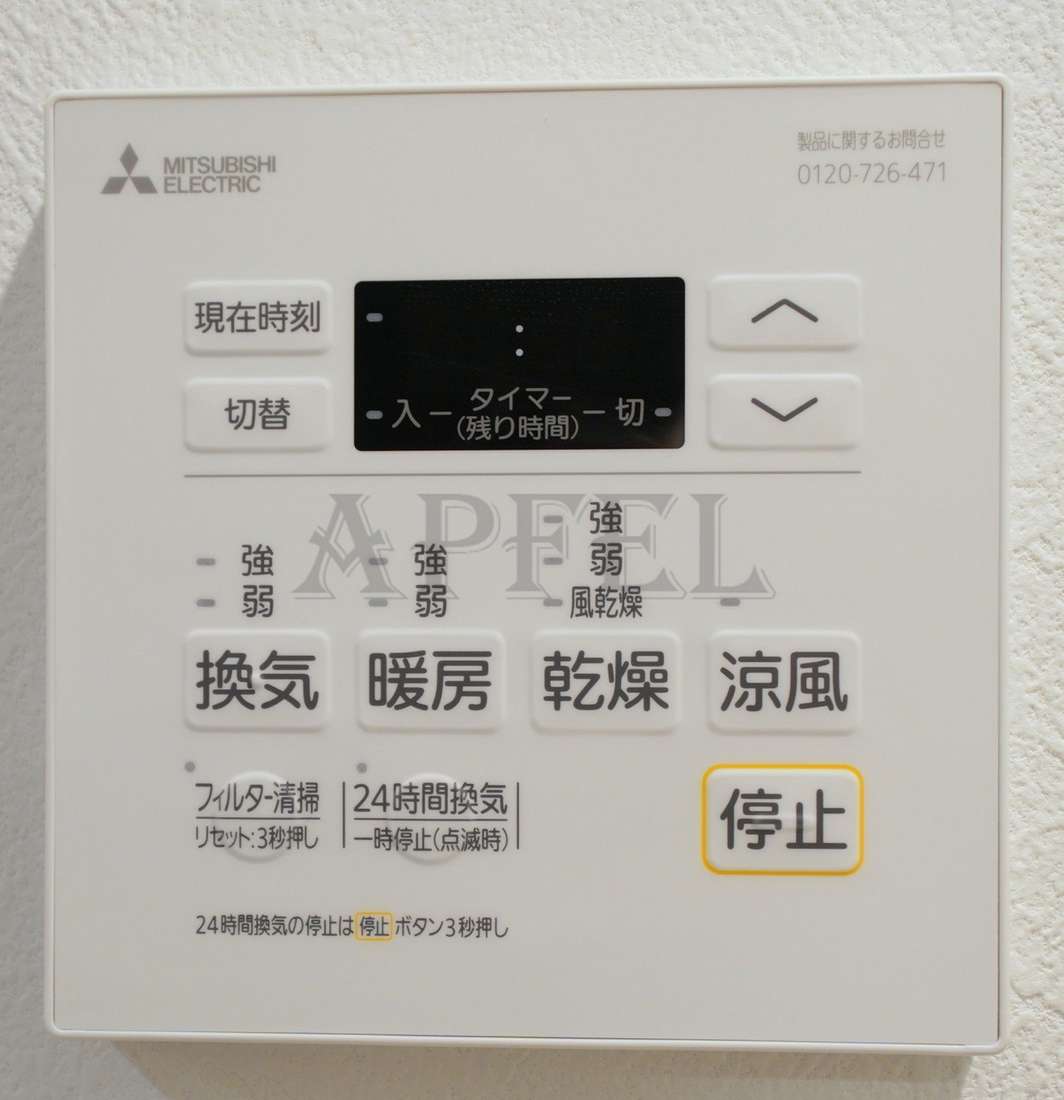 MITSUBISHI
ELECTRIC
製品に関するお問合せ
0120-726-471
現在時刻
:
切替
入 ー タイマー ー 切
(残り時間)
APFEL
強
弱
強
弱
強
弱
風乾燥
換気
暖房
乾燥
涼風
フィルター清掃
リセット:3秒押し
24時間換気
一時停止(点滅時)
停止
24時間換気の停止は 停止 ボタン3秒押し